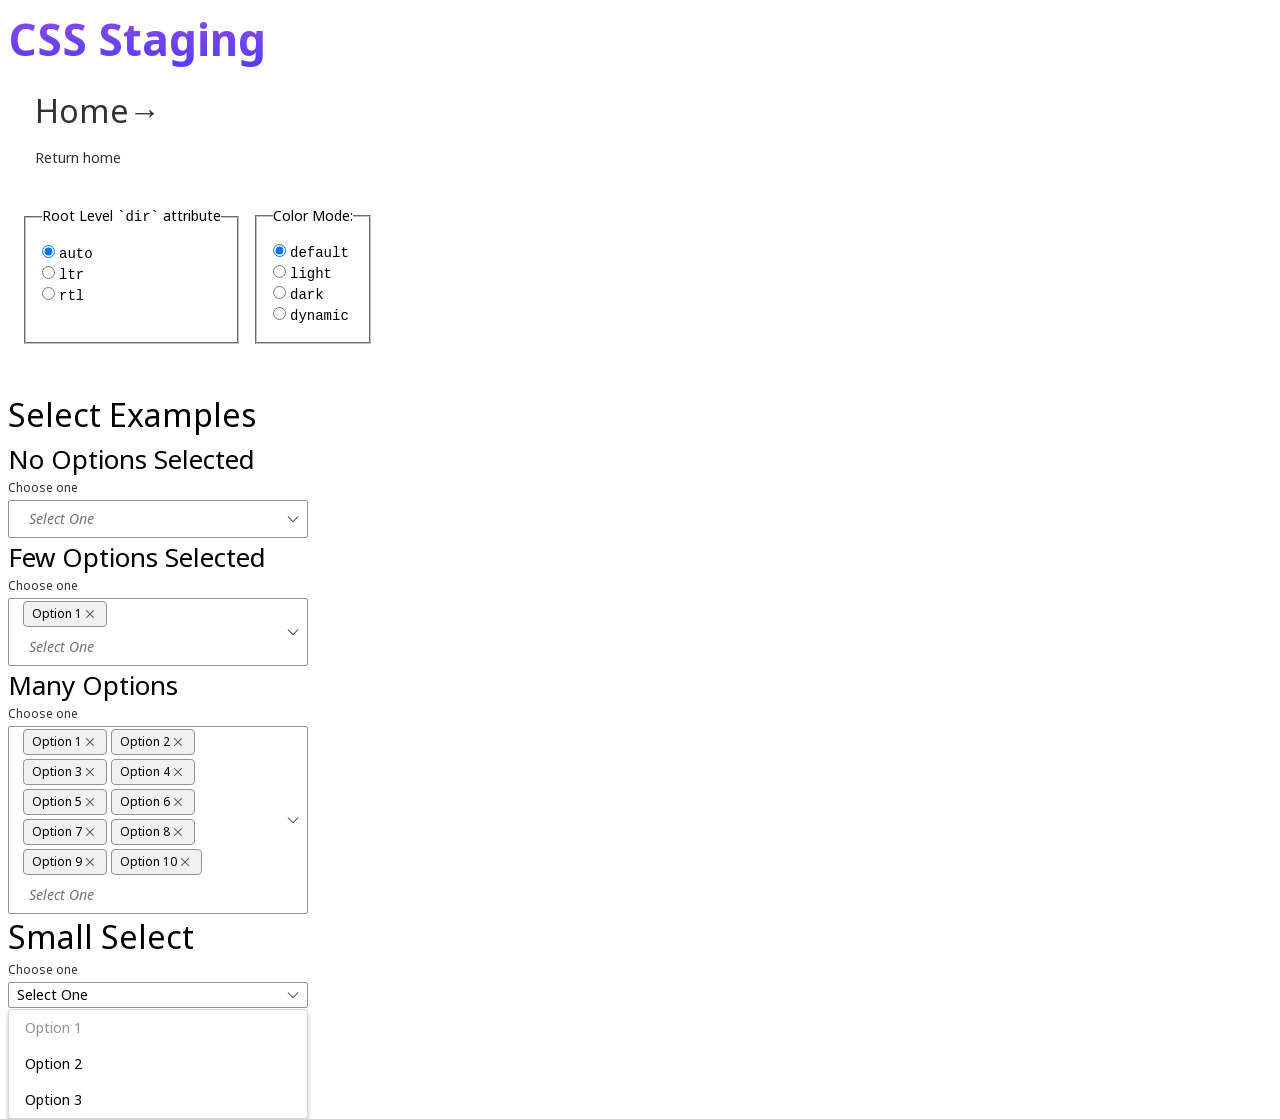 CSS Staging
Home→
Return home
Root Level `dir` attribute
auto
ltr
rtl
Color Mode:
default
light
dark
dynamic
Select Examples
No Options Selected
Choose one
Select One
Few Options Selected
Choose one
Option 1
Select One
Many Options
Choose one
Option 1 Option 2
Option 3 Option 4
Option 5 Option 6
Option 7 Option 8
Option 9 Option 10
Select One
Small Select
Choose one
Select One
Option 1
Option 2
Option 3